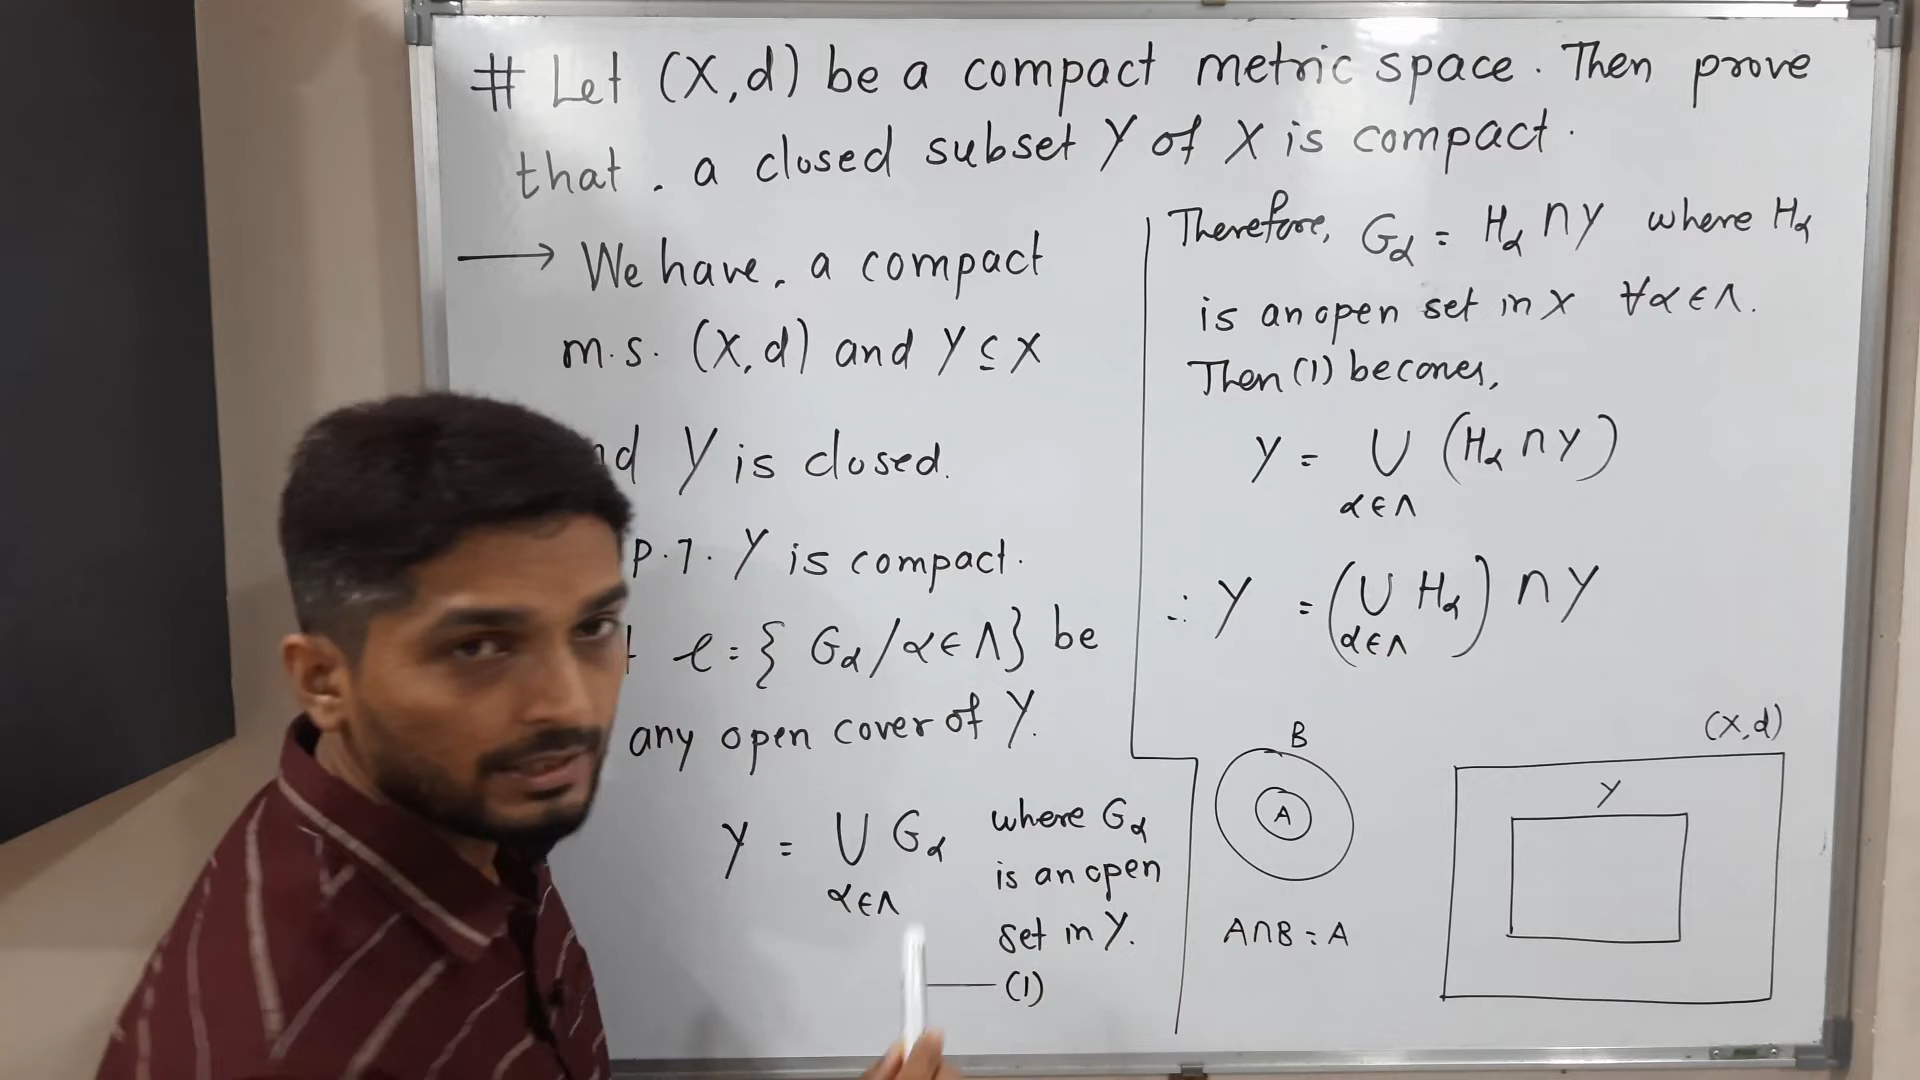 # Let (X,d) be a compact metric space. Then prove
that . a closed subset Y of X is compact.
→ We have, a compact
m.s. (X,d) and Y ⊆ X
Y is closed.
P.T. Y is compact.
ℓ = { Gα / α ∈ Λ} be
any open cover of Y.
Y = ∪ Gα
α ∈ Λ
where Gα
is an open
set in Y.
—— (1)
Therefore, Gα = Hα ∩ Y where Hα
is an open set in X ∀α ∈ Λ.
Then (1) becomes,
Y = ∪ (Hα ∩ Y)
α ∈ Λ
∴ Y = (∪ Hα) ∩ Y
α ∈ Λ
B
A
A∩B = A
(X,d)
Y